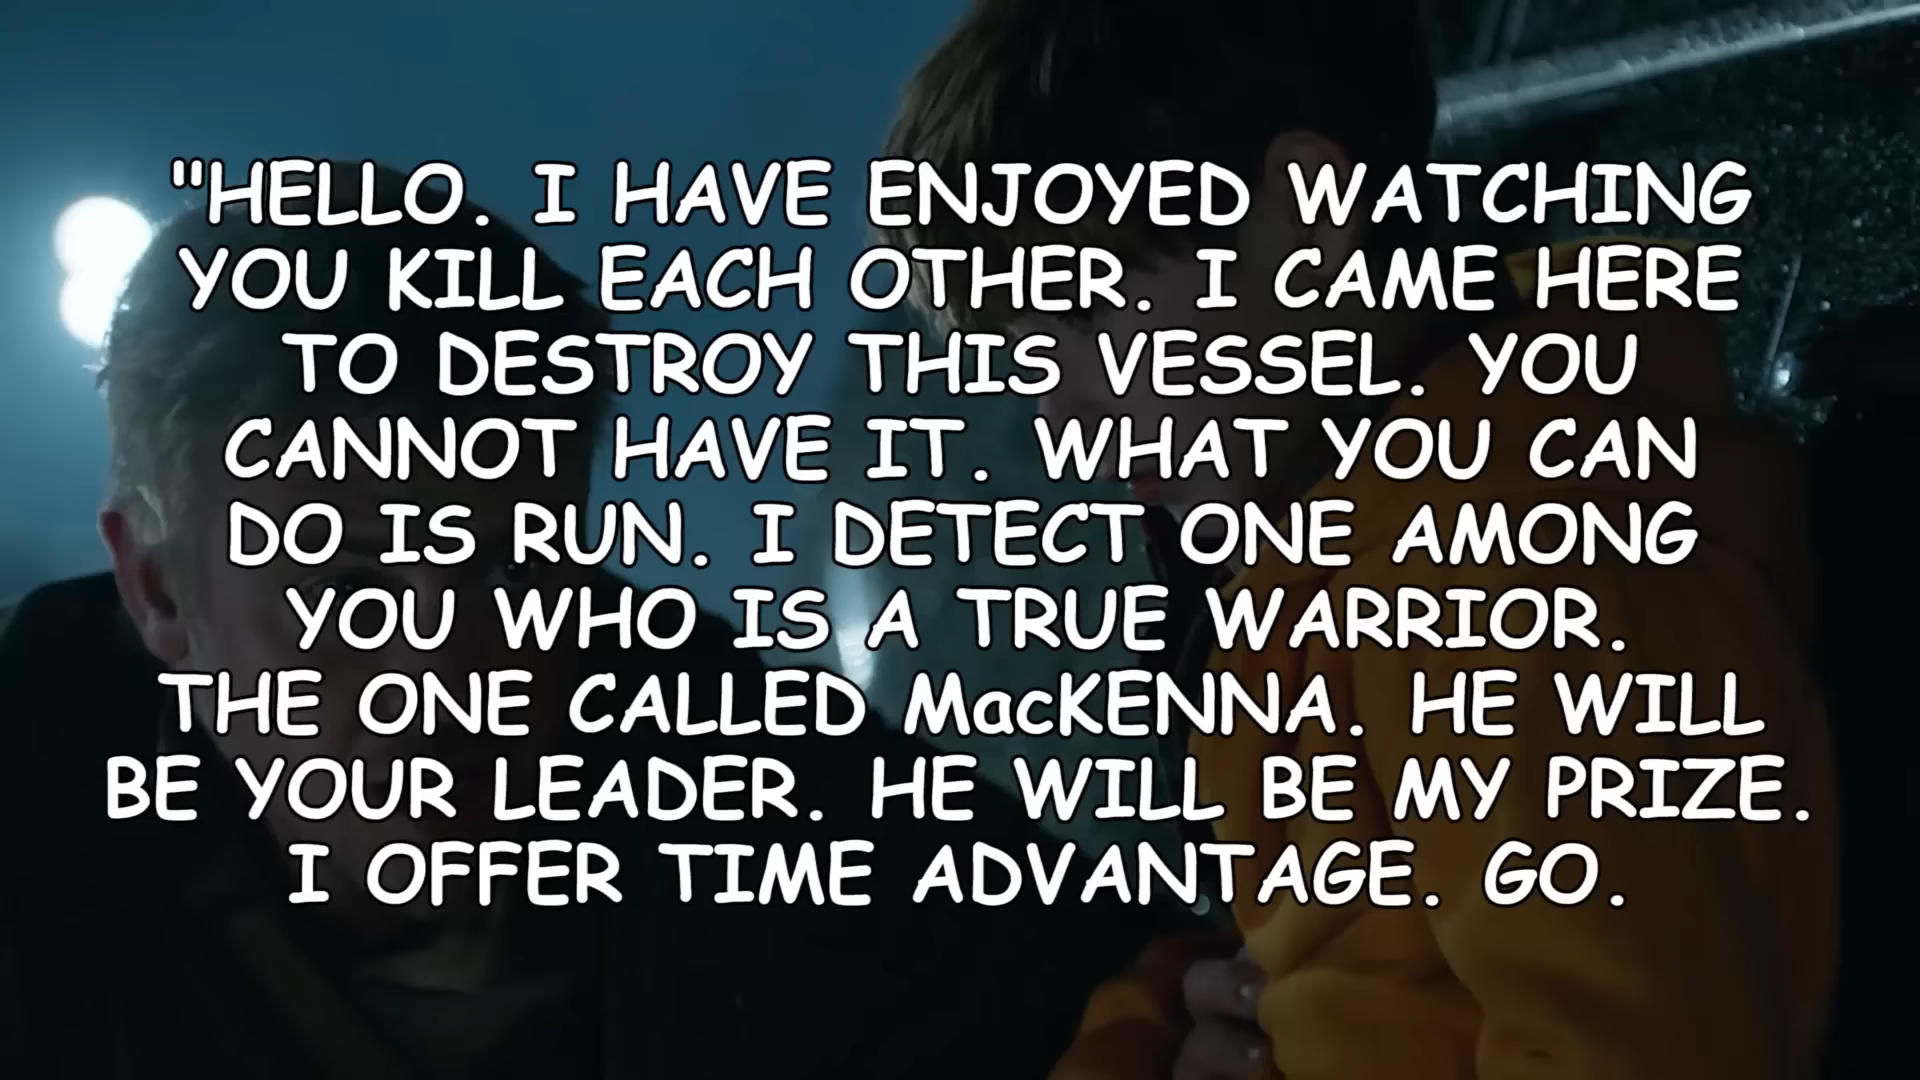 "HELLO. I HAVE ENJOYED WATCHING
YOU KILL EACH OTHER. I CAME HERE
TO DESTROY THIS VESSEL. YOU
CANNOT HAVE IT. WHAT YOU CAN
DO IS RUN. I DETECT ONE AMONG
YOU WHO IS A TRUE WARRIOR.
THE ONE CALLED MacKENNA. HE WILL
BE YOUR LEADER. HE WILL BE MY PRIZE.
I OFFER TIME ADVANTAGE. GO.